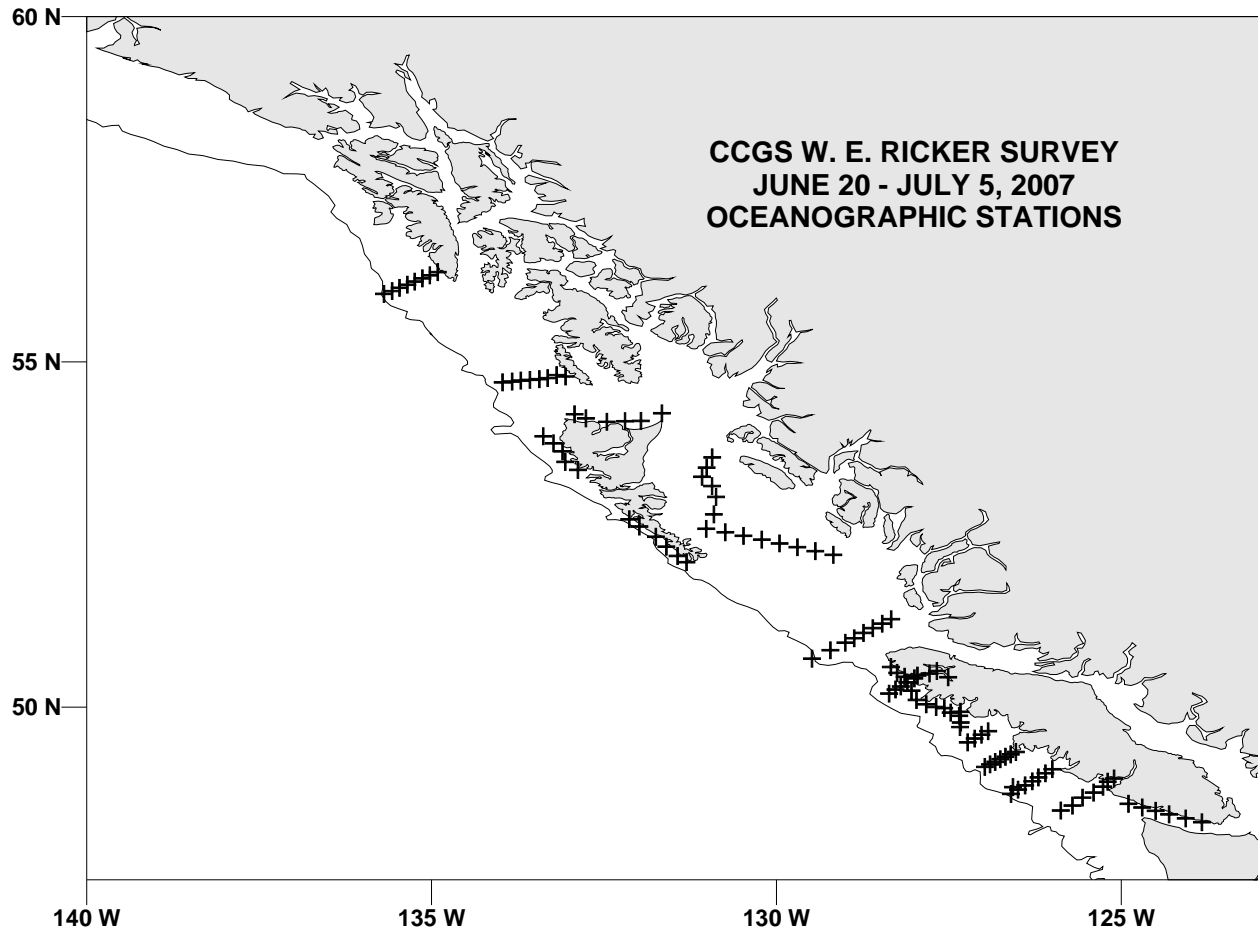 60 N
CCGS W. E. RICKER SURVEY
JUNE 20 - JULY 5, 2007
OCEANOGRAPHIC STATIONS
55 N
50 N
140 W 135 W 130 W 125 W